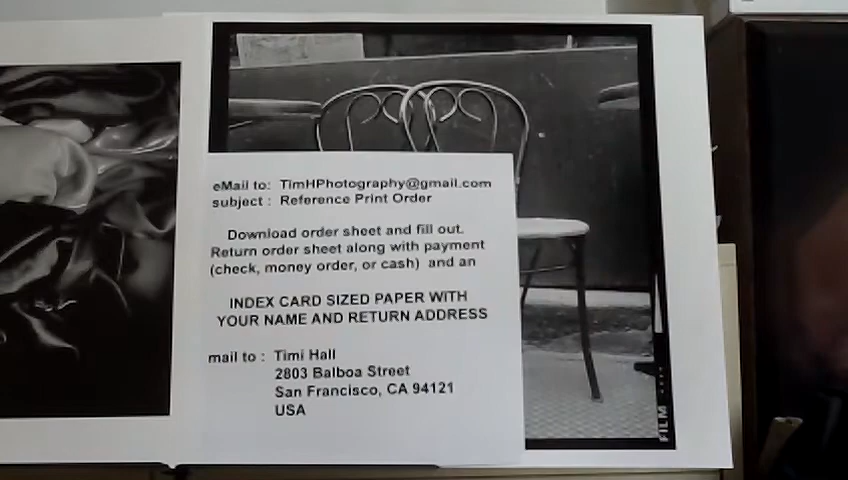 eMail to: TimHPhotography@gmail.com
subject : Reference Print Order
Download order sheet and fill out.
Return order sheet along with payment
(check, money order, or cash) and an
INDEX CARD SIZED PAPER WITH
YOUR NAME AND RETURN ADDRESS
mail to : Timi Hall
2803 Balboa Street
San Francisco, CA 94121
USA
FILM